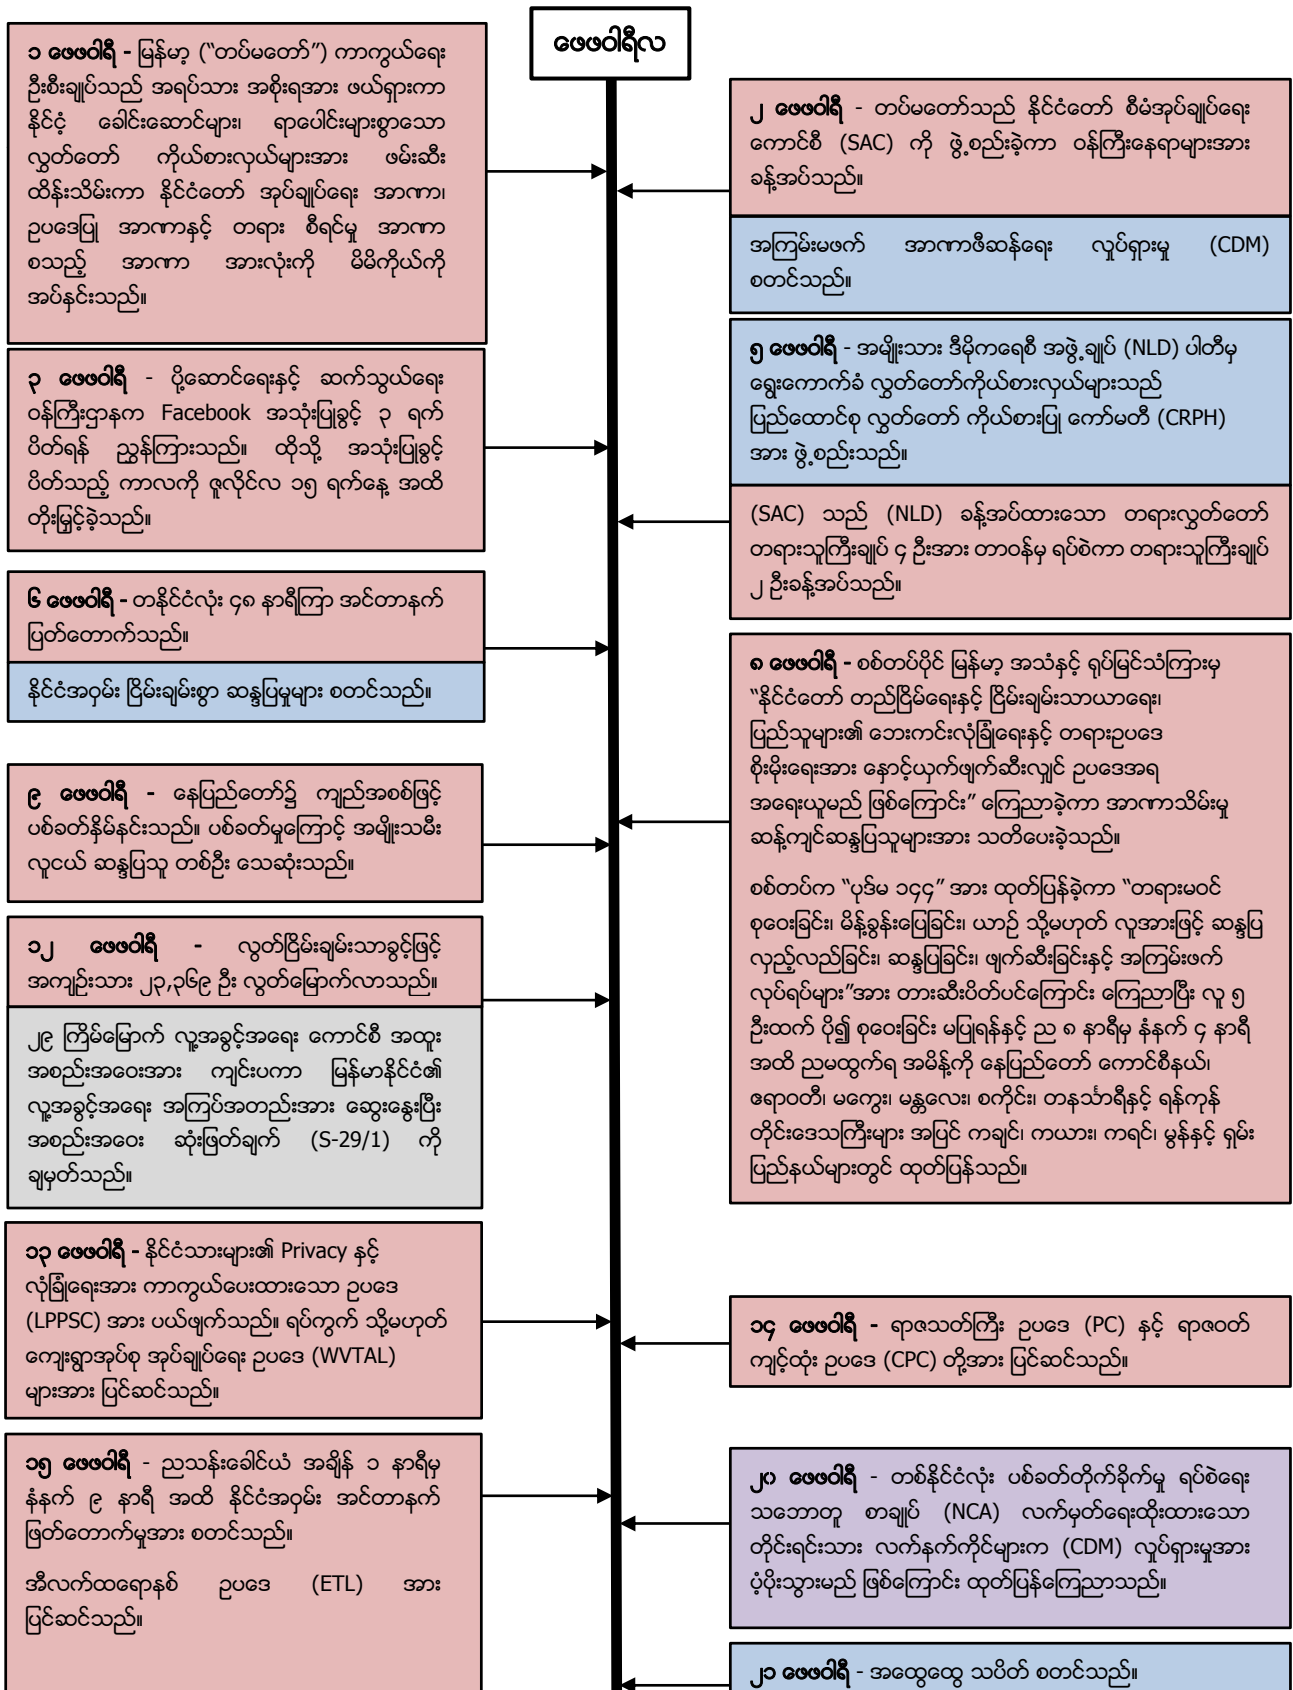 ဖေဖဝါရီလ
၁ ဖေဖဝါရီ - မြန်မာ့ (“တပ်မတော်”) ကာကွယ်ရေး
ဦးစီးချုပ်သည် အရပ်သား အစိုးရအား ဖယ်ရှားကာ
နိုင်ငံ့ ခေါင်းဆောင်များ၊ ရာပေါင်းများစွာသော
လွှတ်တော် ကိုယ်စားလှယ်များအား ဖမ်းဆီး
ထိန်းသိမ်းကာ နိုင်ငံတော် အုပ်ချုပ်ရေး အာဏာ၊
ဥပဒေပြု အာဏာနှင့် တရား စီရင်မှု အာဏာ
စသည့် အာဏာ အားလုံးကို မိမိကိုယ်ကို
အပ်နှင်းသည်။
၂ ဖေဖဝါရီ - တပ်မတော်သည် နိုင်ငံတော် စီမံအုပ်ချုပ်ရေး
ကောင်စီ (SAC) ကို ဖွဲ့စည်းခဲ့ကာ ဝန်ကြီးနေရာများအား
ခန့်အပ်သည်။
အကြမ်းမဖက် အာဏာဖီဆန်ရေး လှုပ်ရှားမှု (CDM)
စတင်သည်။
၃ ဖေဖဝါရီ - ပို့ဆောင်ရေးနှင့် ဆက်သွယ်ရေး
ဝန်ကြီးဌာနက Facebook အသုံးပြုခွင့် ၃ ရက်
ပိတ်ရန် ညွှန်ကြားသည်။ ထိုသို့ အသုံးပြုခွင့်
ပိတ်သည့် ကာလကို ဇူလိုင်လ ၁၅ ရက်နေ့ အထိ
တိုးမြှင့်ခဲ့သည်။
၅ ဖေဖဝါရီ - အမျိုးသား ဒီမိုကရေစီ အဖွဲ့ချုပ် (NLD) ပါတီမှ
ရွေးကောက်ခံ လွှတ်တော်ကိုယ်စားလှယ်များသည်
ပြည်ထောင်စု လွှတ်တော် ကိုယ်စားပြု ကော်မတီ (CRPH)
အား ဖွဲ့စည်းသည်။
(SAC) သည် (NLD) ခန့်အပ်ထားသော တရားလွှတ်တော်
တရားသူကြီးချုပ် ၄ ဦးအား တာဝန်မှ ရပ်စဲကာ တရားသူကြီးချုပ်
၂ ဦးခန့်အပ်သည်။
၆ ဖေဖဝါရီ - တနိုင်ငံလုံး ၄၈ နာရီကြာ အင်တာနက်
ပြတ်တောက်သည်။
နိုင်ငံအဝှမ်း ငြိမ်းချမ်းစွာ ဆန္ဒပြမှုများ စတင်သည်။
၈ ဖေဖဝါရီ - စစ်တပ်ပိုင် မြန်မာ့ အသံနှင့် ရုပ်မြင်သံကြားမှ
“နိုင်ငံတော် တည်ငြိမ်ရေးနှင့် ငြိမ်းချမ်းသာယာရေး၊
ပြည်သူများ၏ ဘေးကင်းလုံခြုံရေးနှင့် တရားဥပဒေ
စိုးမိုးရေးအား နှောင့်ယှက်ဖျက်ဆီးလျှင် ဥပဒေအရ
အရေးယူမည် ဖြစ်ကြောင်း” ကြေညာခဲ့ကာ အာဏာသိမ်းမှု
ဆန့်ကျင်ဆန္ဒပြသူများအား သတိပေးခဲ့သည်။
စစ်တပ်က “ပုဒ်မ ၁၄၄” အား ထုတ်ပြန်ခဲ့ကာ “တရားမဝင်
စုဝေးခြင်း၊ မိန့်ခွန်းပြေခြင်း၊ ယာဉ် သို့မဟုတ် လူအားဖြင့် ဆန္ဒပြ
လှည့်လည်ခြင်း၊ ဆန္ဒပြခြင်း၊ ဖျက်ဆီးခြင်းနှင့် အကြမ်းဖက်
လုပ်ရပ်များ”အား တားဆီးပိတ်ပင်ကြောင်း ကြေညာပြီး လူ ၅
ဦးထက် ပို၍ စုဝေးခြင်း မပြုရန်နှင့် ည ၈ နာရီမှ နံနက် ၄ နာရီ
အထိ ညမထွက်ရ အမိန့်ကို နေပြည်တော် ကောင်စီနယ်၊
ဧရာဝတီ၊ မကွေး၊ မန္တလေး၊ စကိုင်း၊ တနင်္သာရီနှင့် ရန်ကုန်
တိုင်းဒေသကြီးများ အပြင် ကချင်၊ ကယား၊ ကရင်၊ မွန်နှင့် ရှမ်း
ပြည်နယ်များတွင် ထုတ်ပြန်သည်။
၉ ဖေဖဝါရီ - နေပြည်တော်၌ ကျည်အစစ်ဖြင့်
ပစ်ခတ်နှိမ်နင်းသည်။ ပစ်ခတ်မှုကြောင့် အမျိုးသမီး
လူငယ် ဆန္ဒပြသူ တစ်ဦး သေဆုံးသည်။
၁၂ ဖေဖဝါရီ - လွတ်ငြိမ်းချမ်းသာခွင့်ဖြင့်
အကျဉ်းသား ၂၃,၃၆၉ ဦး လွတ်မြောက်လာသည်။
၂၉ ကြိမ်မြောက် လူ့အခွင့်အရေး ကောင်စီ အထူး
အစည်းအဝေးအား ကျင်းပကာ မြန်မာနိုင်ငံ၏
လူ့အခွင့်အရေး အကြပ်အတည်းအား ဆွေးနွေးပြီး
အစည်းအဝေး ဆုံးဖြတ်ချက် (S-29/1) ကို
ချမှတ်သည်။
၁၃ ဖေဖဝါရီ - နိုင်ငံသားများ၏ Privacy နှင့်
လုံခြုံရေးအား ကာကွယ်ပေးထားသော ဥပဒေ
(LPPSC) အား ပယ်ဖျက်သည်။ ရပ်ကွက် သို့မဟုတ်
ကျေးရွာအုပ်စု အုပ်ချုပ်ရေး ဥပဒေ (WVTAL)
များအား ပြင်ဆင်သည်။
၁၄ ဖေဖဝါရီ - ရာဇသတ်ကြီး ဥပဒေ (PC) နှင့် ရာဇဝတ်
ကျင့်ထုံး ဥပဒေ (CPC) တို့အား ပြင်ဆင်သည်။
၁၅ ဖေဖဝါရီ - ညသန်းခေါင်ယံ အချိန် ၁ နာရီမှ
နံနက် ၉ နာရီ အထိ နိုင်ငံအဝှမ်း အင်တာနက်
ဖြတ်တောက်မှုအား စတင်သည်။
အီလက်ထရောနစ် ဥပဒေ (ETL) အား
ပြင်ဆင်သည်။
၂၀ ဖေဖဝါရီ - တစ်နိုင်ငံလုံး ပစ်ခတ်တိုက်ခိုက်မှု ရပ်စဲရေး
သဘောတူ စာချုပ် (NCA) လက်မှတ်ရေးထိုးထားသော
တိုင်းရင်းသား လက်နက်ကိုင်များက (CDM) လှုပ်ရှားမှုအား
ပံ့ပိုးသွားမည် ဖြစ်ကြောင်း ထုတ်ပြန်ကြေညာသည်။
၂၁ ဖေဖဝါရီ - အထွေထွေ သပိတ် စတင်သည်။